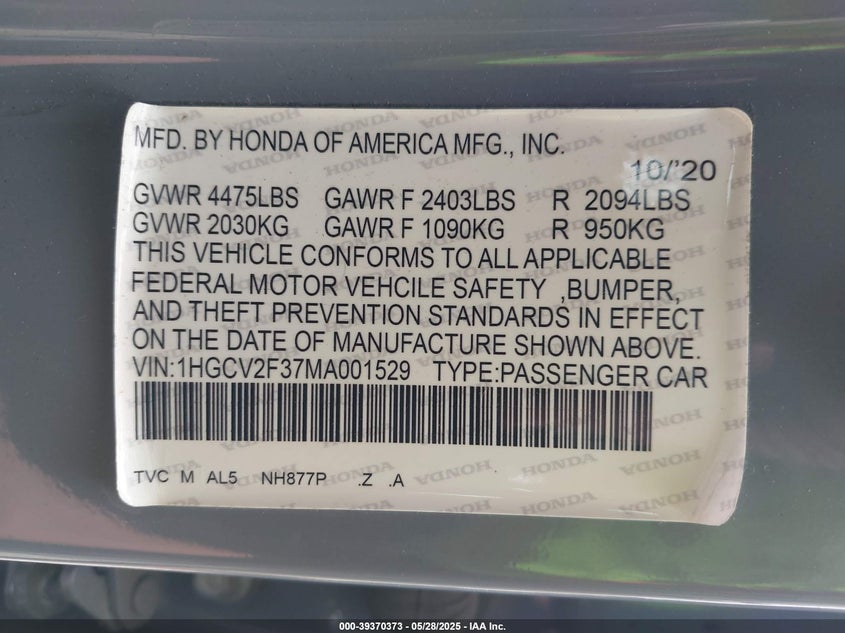 MFD. BY HONDA OF AMERICA MFG., INC.
10/'20
GVWR 4475LBS GAWR F 2403LBS R 2094LBS
GVWR 2030KG GAWR F 1090KG R 950KG
THIS VEHICLE CONFORMS TO ALL APPLICABLE
FEDERAL MOTOR VEHCILE SAFETY ,BUMPER,
AND THEFT PREVENTION STANDARDS IN EFFECT
ON THE DATE OF MANUFACTURE SHOWN ABOVE.
VIN:1HGCV2F37MA001529 TYPE:PASSENGER CAR
TVC M AL5 NH877P .Z .A
000-39370373 | 05/28/2025 - IAA Inc.